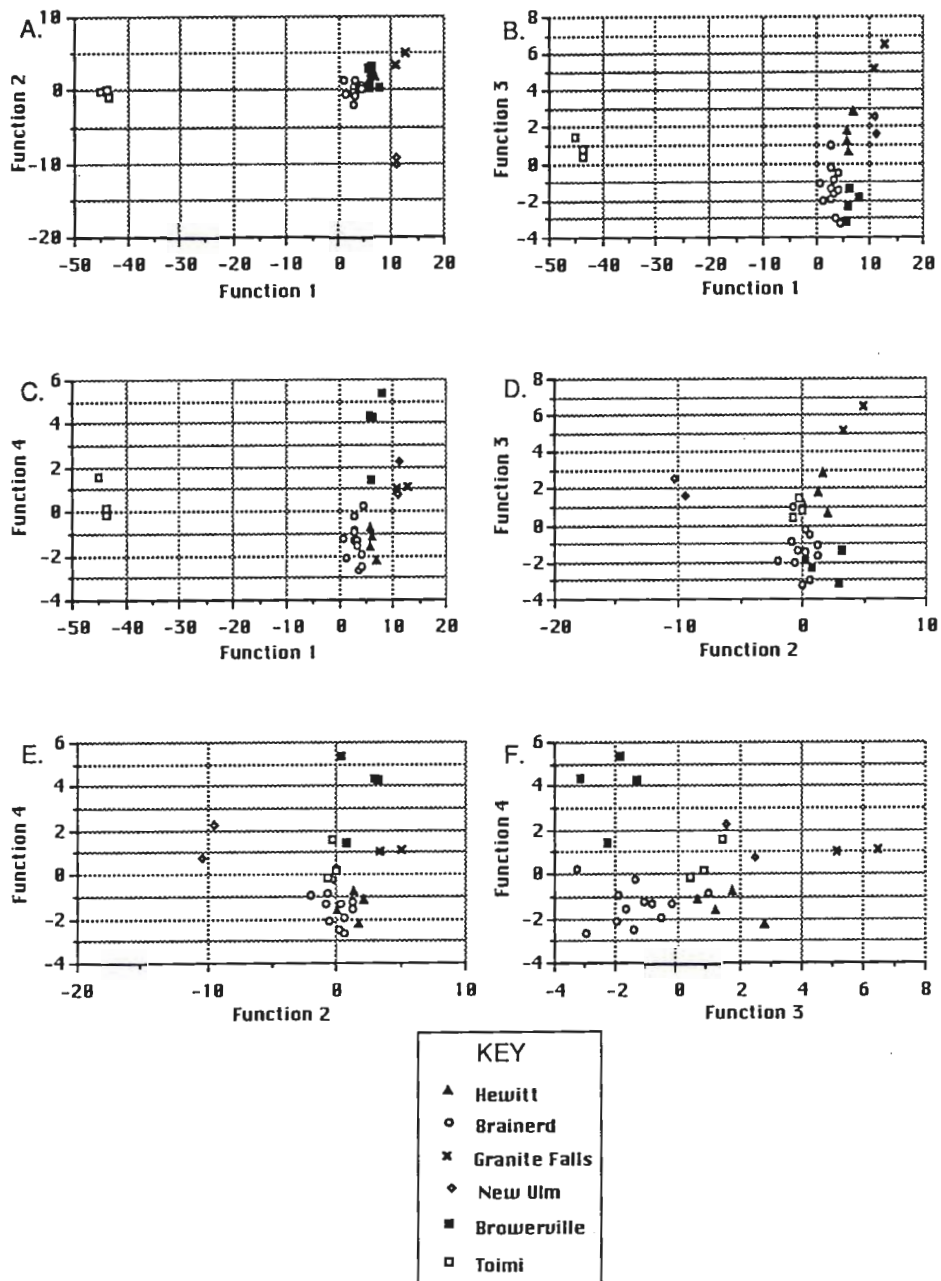 A.
10
0
-10
-20
Function 2
-50 -40 -30 -20 -10 0 10 20
Function 1
B.
8
6
4
2
0
-2
-4
Function 3
-50 -40 -30 -20 -10 0 10 20
Function 1
C.
6
4
2
0
-2
-4
Function 4
-50 -40 -30 -20 -10 0 10 20
Function 1
D.
8
6
4
2
0
-2
-4
Function 3
-20 -10 0 10
Function 2
E.
6
4
2
0
-2
-4
Function 4
-20 -10 0 10
Function 2
F.
6
4
2
0
-2
-4
Function 4
-4 -2 0 2 4 6 8
Function 3
KEY
Hewitt
Brainerd
Granite Falls
New Ulm
Browerville
Toimi